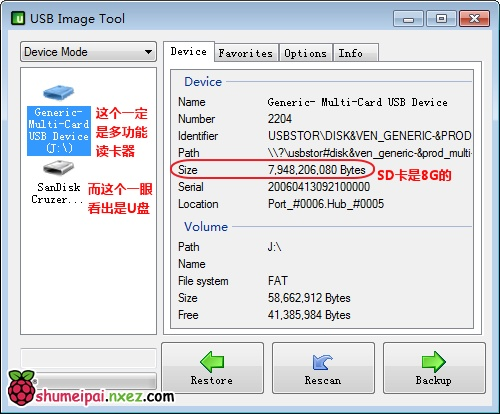 USB Image Tool
Device Mode
Generic-
Multi-Card
USB Device
(J:\)
这个一定
是多功能
读卡器
SanDisk
Cruzer...
而这个一眼
看出是U盘
Device
Favorites
Options
Info
Device
Name Generic- Multi-Card USB Device
Number 2204
Identifier USBSTOR\DISK&VEN_GENERIC-&PROD
Path \\?\usbstor#disk&ven_generic-&prod_multi-
Size 7,948,206,080 Bytes
SD卡是8G的
Serial 20060413092100000
Location Port_#0006.Hub_#0005
Volume
Path J:\
Name
File system FAT
Size 58,662,912 Bytes
Free 41,385,984 Bytes
Restore
Rescan
Backup
shumeipai.nxez.com